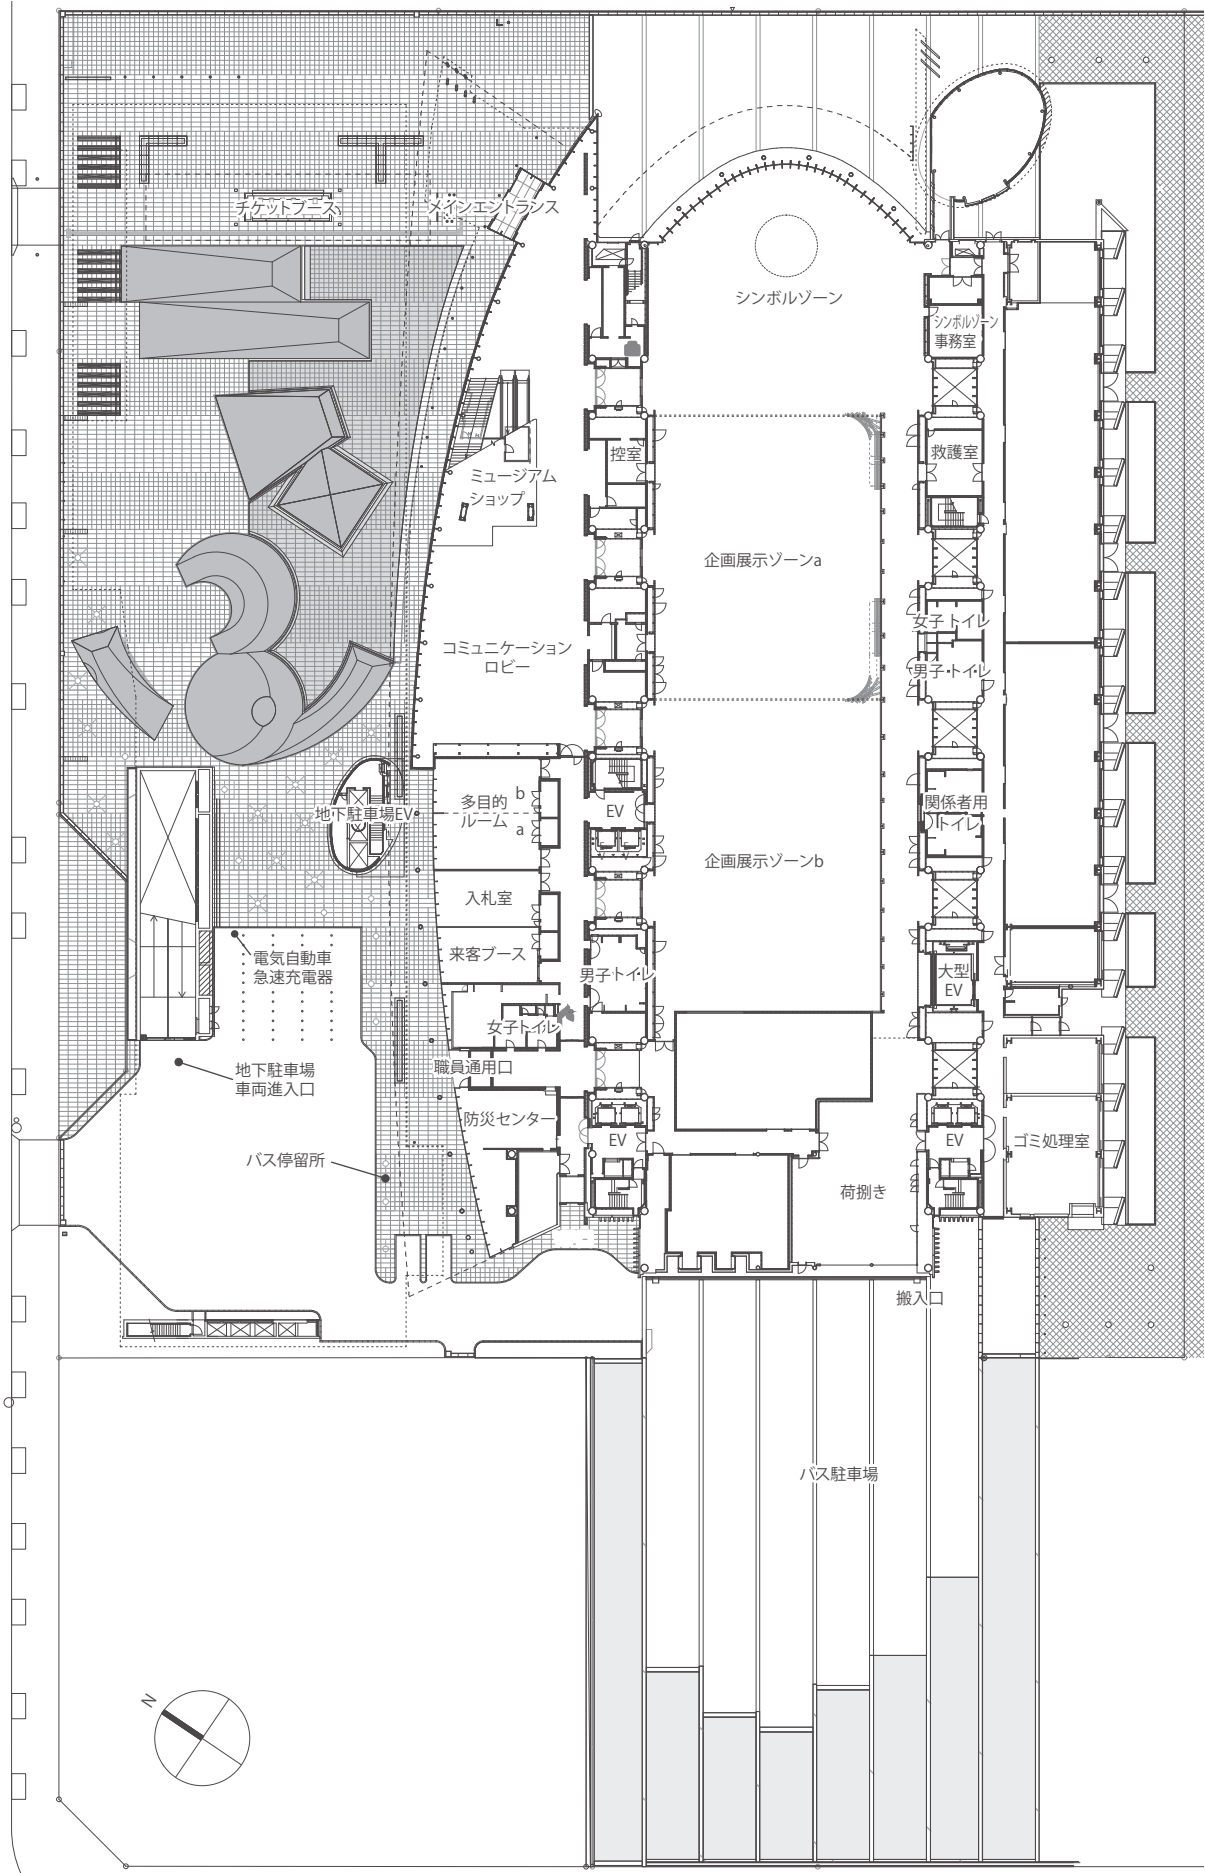 チケットブース
メインエントランス
シンボルゾーン
シンボルゾーン
事務室
控室
救護室
ミュージアム
ショップ
企画展示ゾーンa
女子トイレ
コミュニケーション
ロビー
男子トイレ
多目的
ルーム
b
a
EV
地下駐車場EV
関係者用
トイレ
企画展示ゾーンb
入札室
来客ブース
電気自動車
急速充電器
男子トイレ
大型
EV
女子トイレ
地下駐車場
車両進入口
職員通用口
防災センター
EV
EV
ゴミ処理室
バス停留所
荷捌き
搬入口
バス駐車場
N